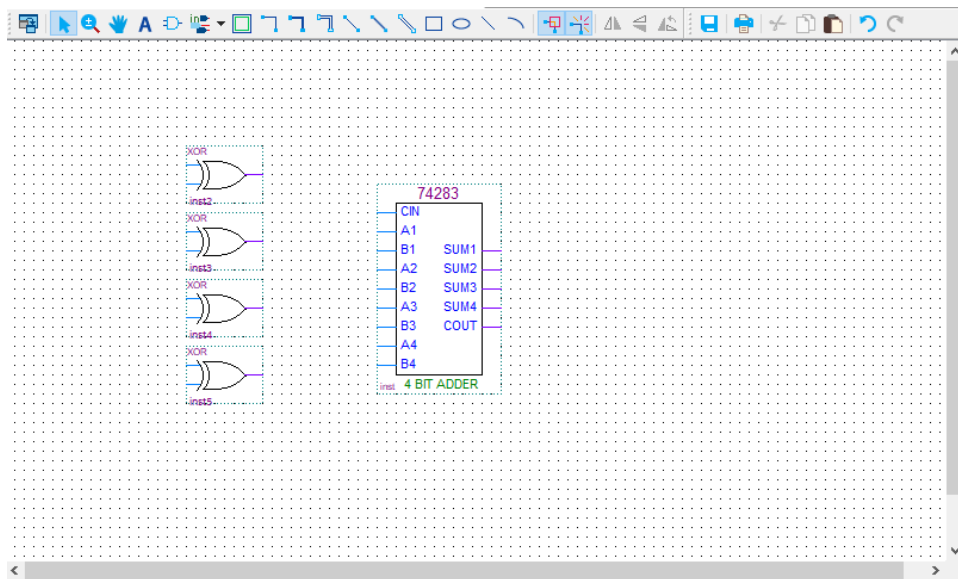 A
in
XOR
inst2
XOR
inst3
XOR
inst4
XOR
inst5
74283
CIN
A1
B1 SUM1
A2 SUM2
B2 SUM3
A3 SUM4
B3 COUT
A4
B4
inst 4 BIT ADDER